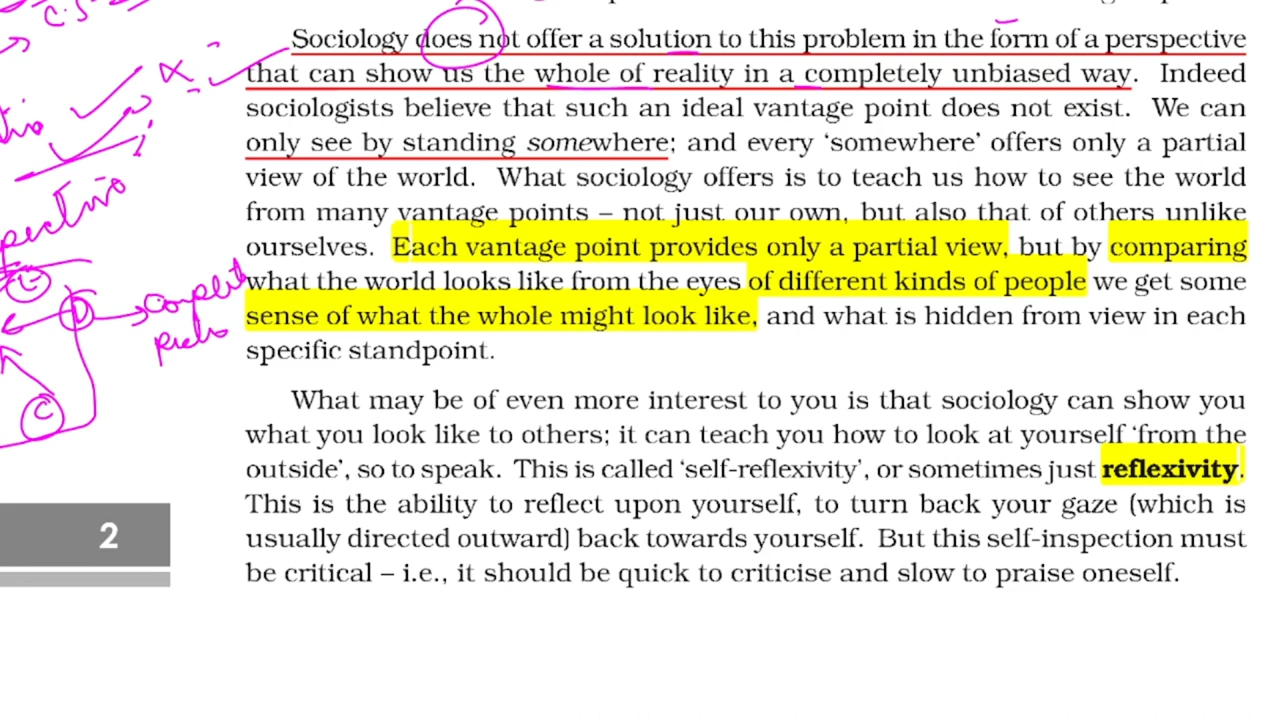 C.S
Sociology does not offer a solution to this problem in the form of a perspective
that can show us the whole of reality in a completely unbiased way. Indeed
sociologists believe that such an ideal vantage point does not exist. We can
only see by standing somewhere; and every ‘somewhere’ offers only a partial
view of the world. What sociology offers is to teach us how to see the world
from many vantage points – not just our own, but also that of others unlike
ourselves. Each vantage point provides only a partial view, but by comparing
what the world looks like from the eyes of different kinds of people we get some
sense of what the whole might look like, and what is hidden from view in each
specific standpoint.
D
C
What may be of even more interest to you is that sociology can show you
what you look like to others; it can teach you how to look at yourself ‘from the
outside’, so to speak. This is called ‘self-reflexivity’, or sometimes just reflexivity.
This is the ability to reflect upon yourself, to turn back your gaze (which is
usually directed outward) back towards yourself. But this self-inspection must
be critical – i.e., it should be quick to criticise and slow to praise oneself.
2